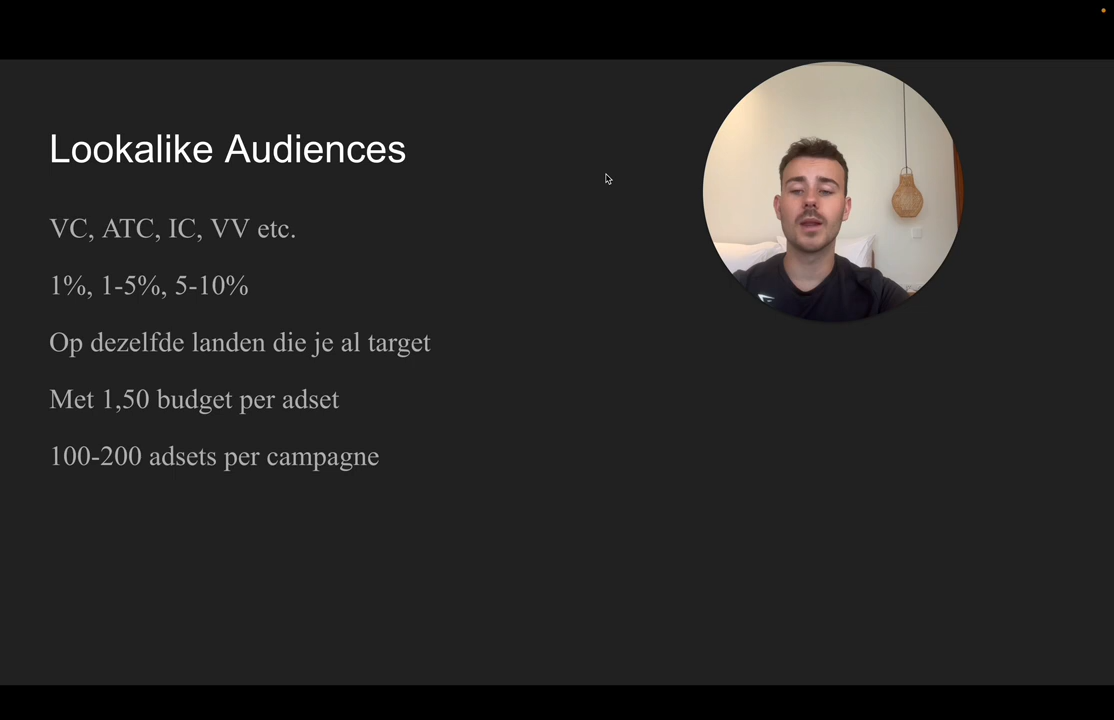 Lookalike Audiences
VC, ATC, IC, VV etc.
1%, 1-5%, 5-10%
Op dezelfde landen die je al target
Met 1,50 budget per adset
100-200 adsets per campagne